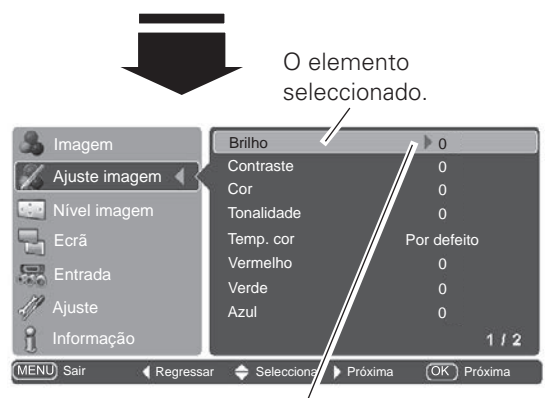 O elemento
seleccionado.
Imagem
Ajuste imagem
Nível imagem
Ecrã
Entrada
Ajuste
Informação
Brilho 0
Contraste 0
Cor 0
Tonalidade 0
Temp. cor Por defeito
Vermelho 0
Verde 0
Azul 0
1 / 2
MENU Sair Regressar Selecciona Próxima OK Próxima